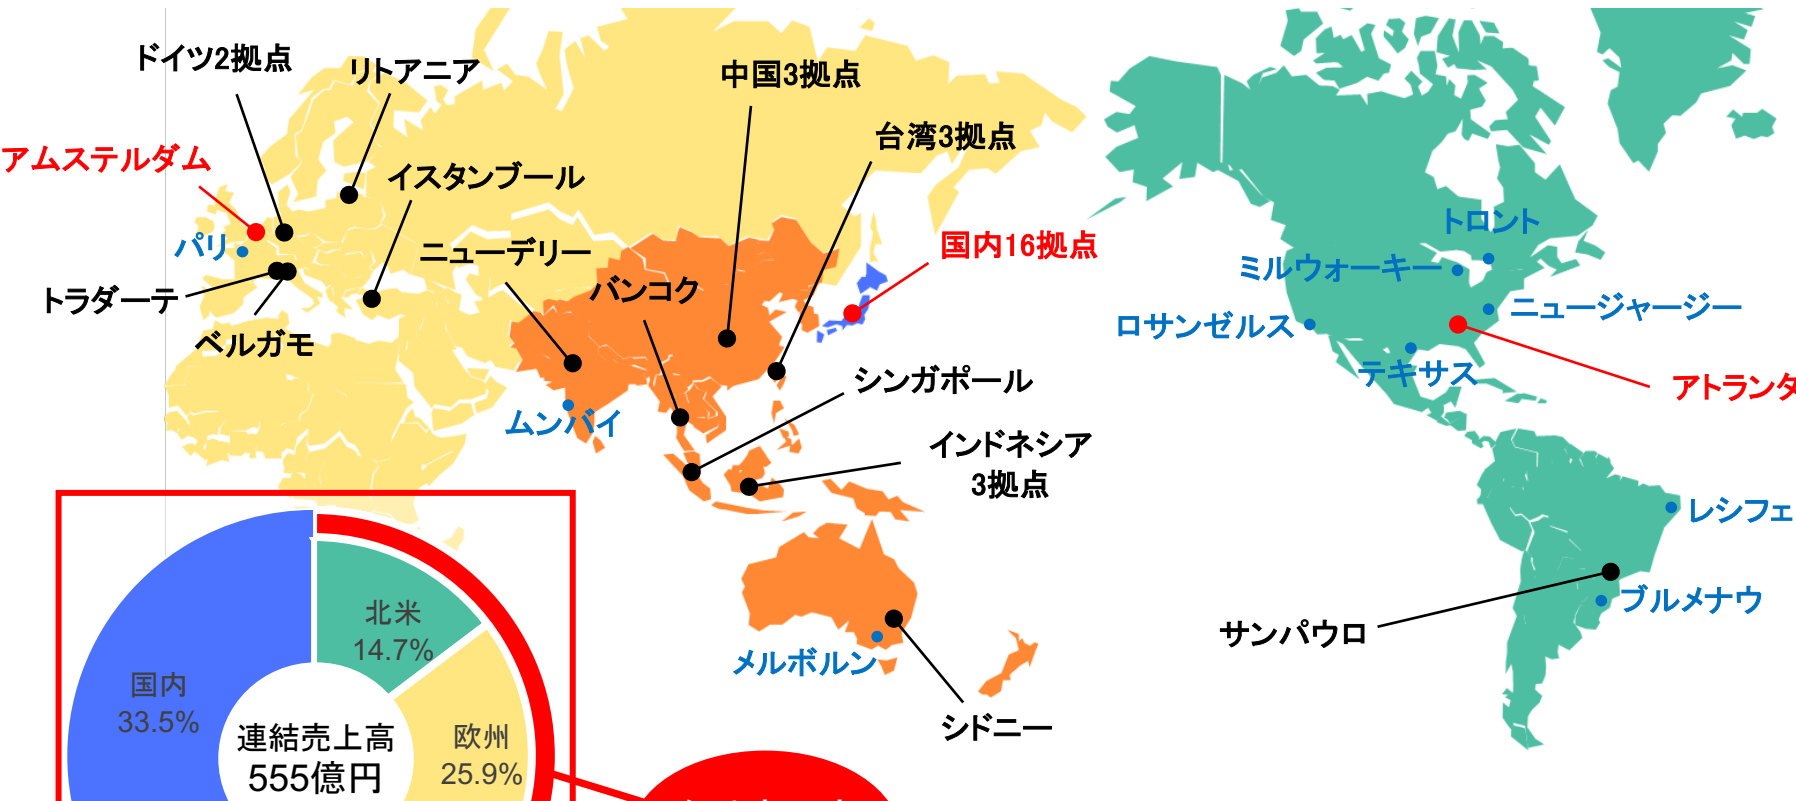 ドイツ2拠点
リトアニア
中国3拠点
台湾3拠点
アムステルダム
イスタンブール
パリ
ニューデリー
国内16拠点
トロント
ミルウォーキー
トラダーテ
バンコク
ニュージャージー
ロサンゼルス
ベルガモ
テキサス
シンガポール
アトランタ
ムンバイ
インドネシア
3拠点
レシフェ
ブルメナウ
サンパウロ
メルボルン
シドニー
北米
14.7%
国内
33.5%
連結売上高
555億円
欧州
25.9%